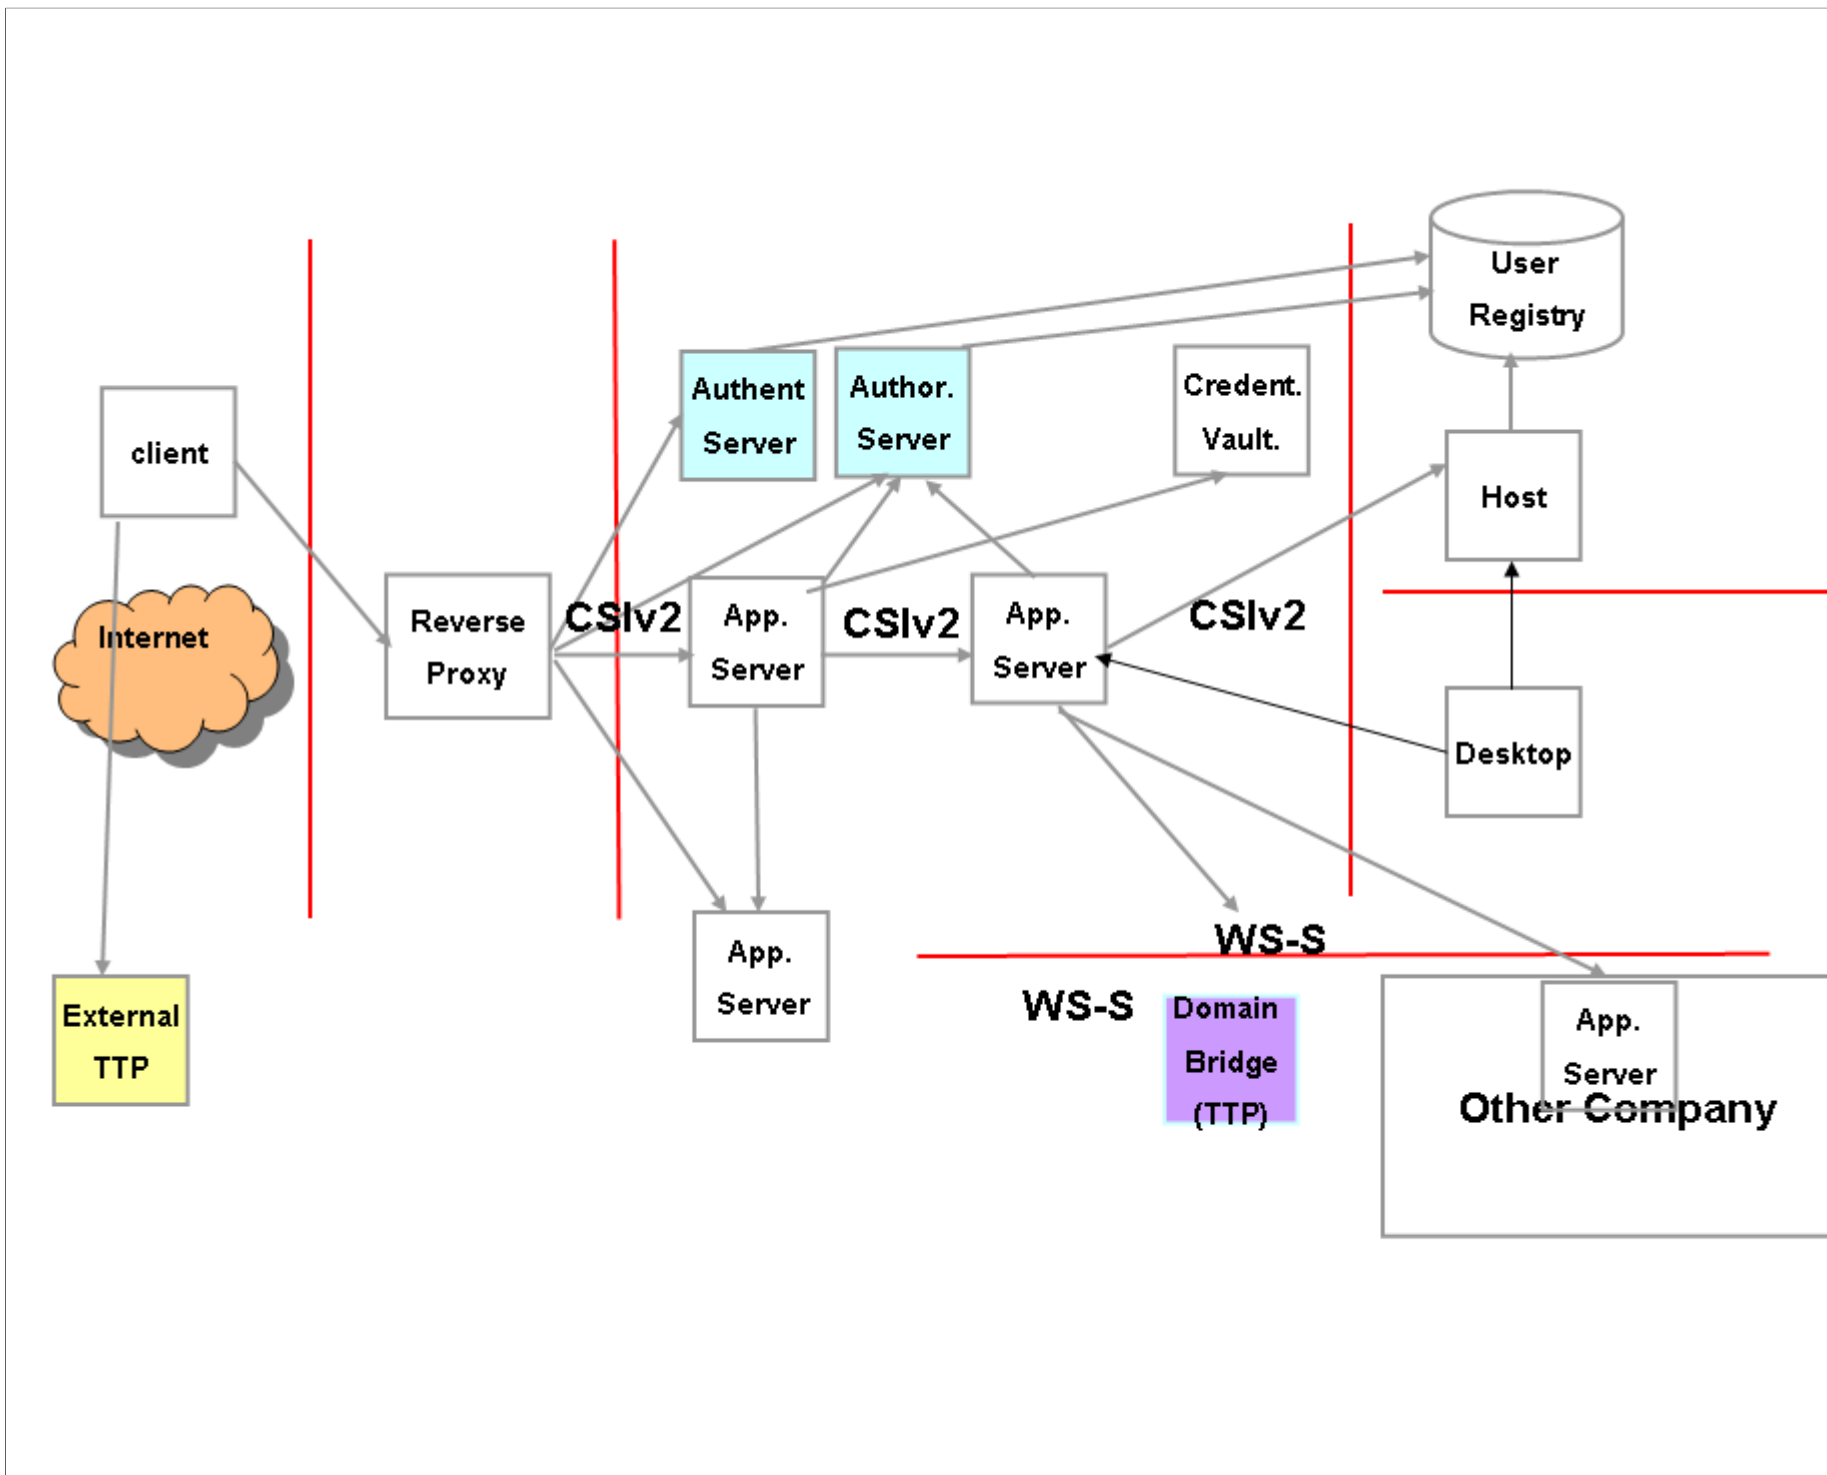 User
Registry
Authent
Server
Author.
Server
Credent.
Vault.
client
Host
Internet
Reverse
Proxy
CSIv2
App.
Server
CSIv2
App.
Server
CSIv2
Desktop
App.
Server
WS-S
WS-S
External
TTP
Domain
Bridge
(TTP)
App.
Server
Other Company